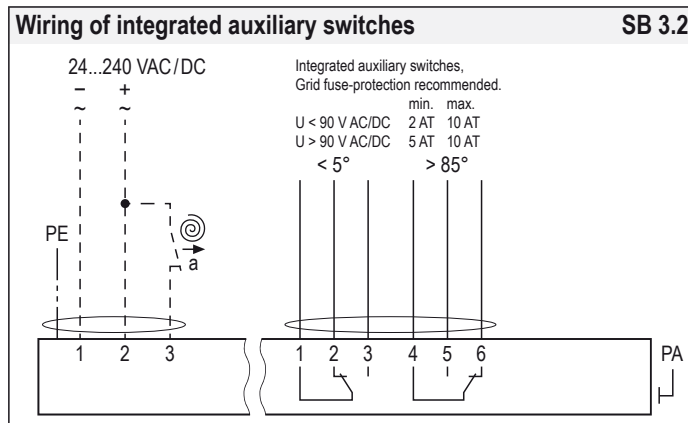 Wiring of integrated auxiliary switches SB 3.2
24...240 VAC/DC
– +
~ ~
Integrated auxiliary switches,
Grid fuse-protection recommended.
min. max.
U < 90 V AC/DC 2 AT 10 AT
U > 90 V AC/DC 5 AT 10 AT
< 5° > 85°
PE
a
1 2 3 1 2 3 4 5 6 PA